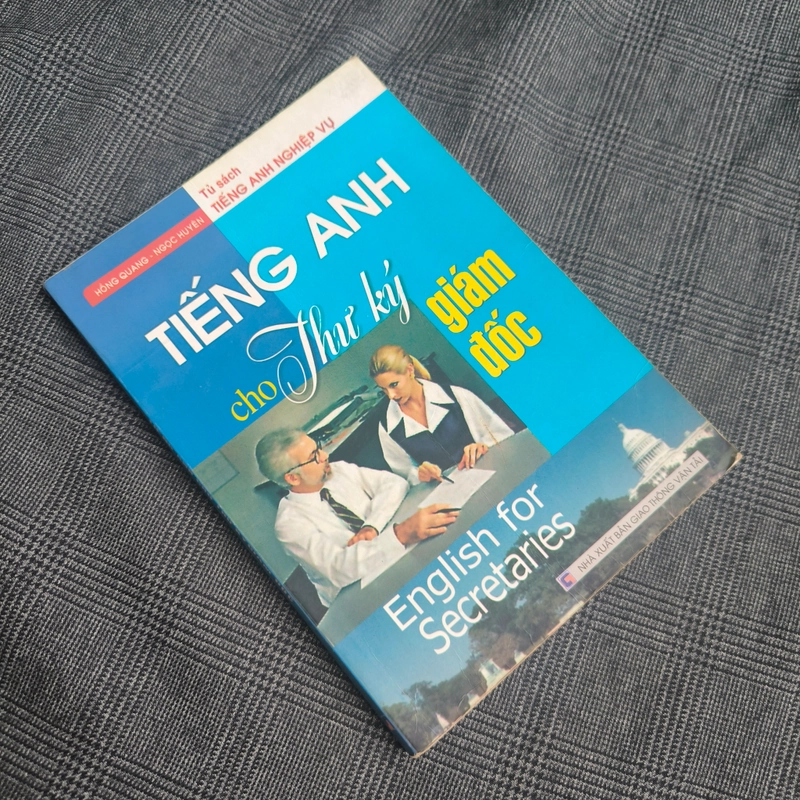 Tủ sách
TIẾNG ANH NGHIỆP VỤ
HỒNG QUANG - NGỌC HUYÊN
TIẾNG ANH
cho Thư ký
giám
đốc
English for
Secretaries
NHÀ XUẤT BẢN GIAO THÔNG VẬN TẢI